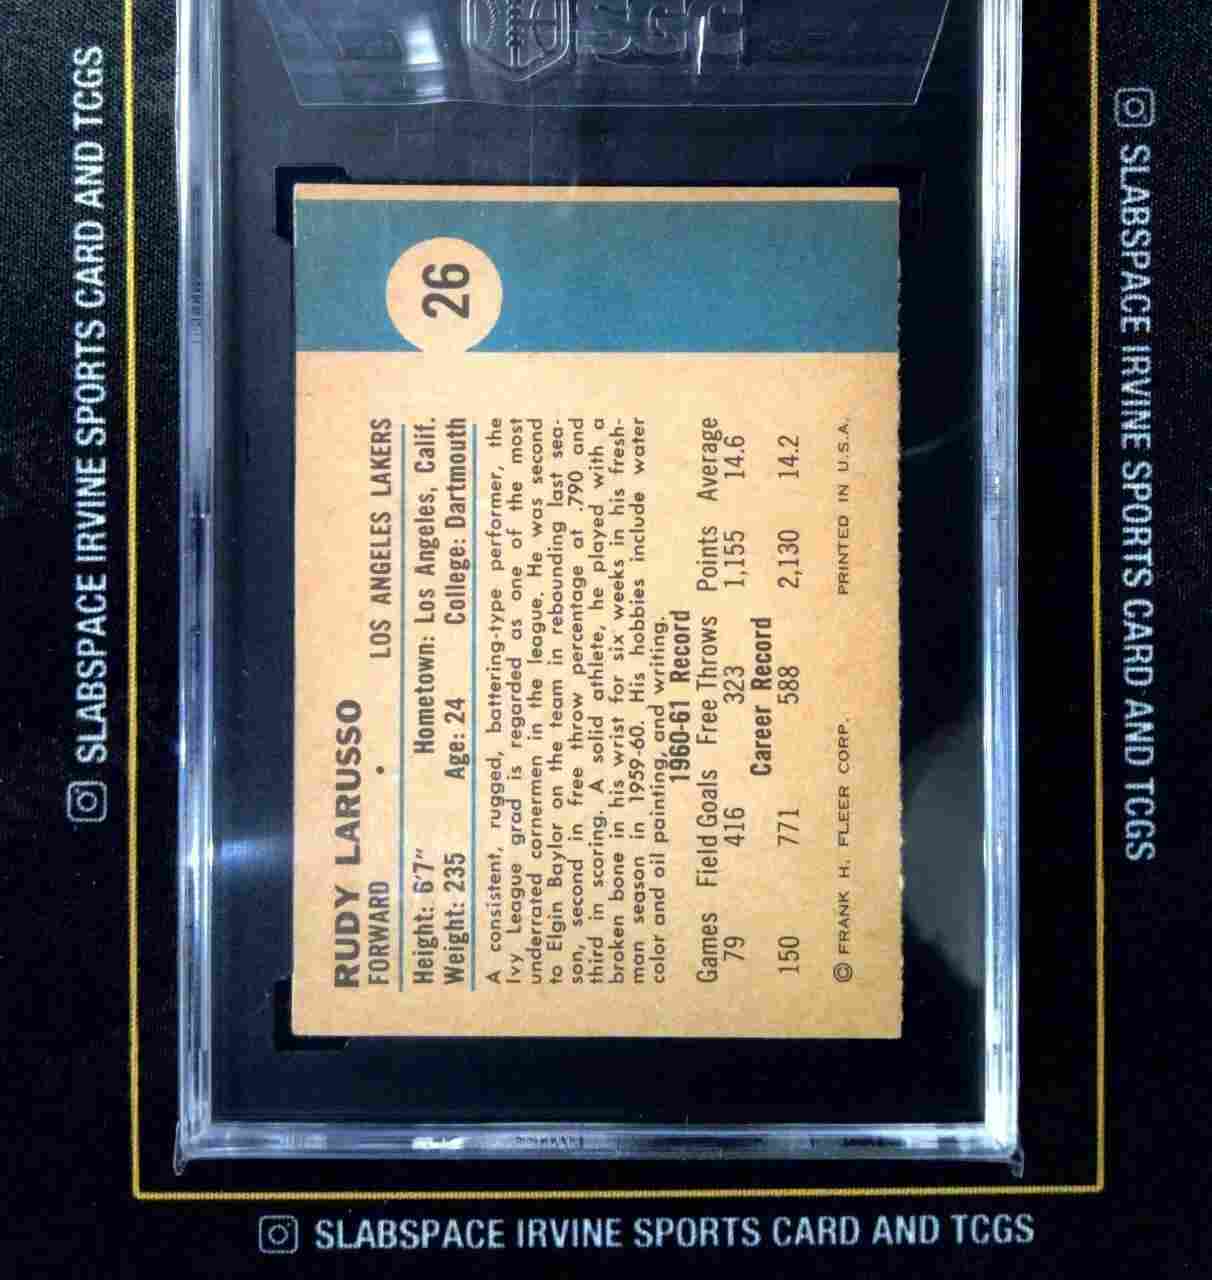 SGC
26
RUDY LARUSSO
FORWARD • LOS ANGELES LAKERS
Height: 6'7" Hometown: Los Angeles, Calif.
Weight: 235 Age: 24 College: Dartmouth
A consistent, rugged, battering-type performer, the
Ivy League grad is regarded as one of the most
underrated cornermen in the league. He was second
to Elgin Baylor on the team in rebounding last sea-
son, second in free throw percentage at .790 and
third in scoring. A solid athlete, he played with a
broken bone in his wrist for six weeks in his fresh-
man season in 1959-60. His hobbies include water
color and oil painting, and writing.
1960-61 Record
Games Field Goals Free Throws Points Average
79 416 323 1,155 14.6
Career Record
150 771 588 2,130 14.2
© FRANK H. FLEER CORP. PRINTED IN U.S.A.
SLABSPACE IRVINE SPORTS CARD AND TCGS
SLABSPACE IRVINE SPORTS CARD AND TCGS
SLABSPACE IRVINE SPORTS CARD AND TCGS